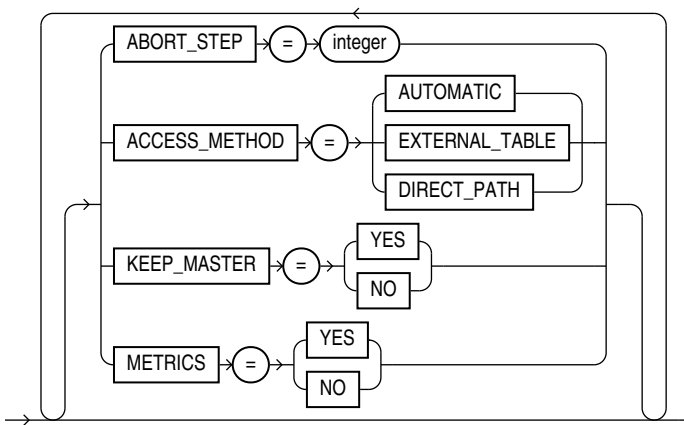 ABORT_STEP = integer
AUTOMATIC
ACCESS_METHOD = EXTERNAL_TABLE
DIRECT_PATH
YES
KEEP_MASTER =
NO
YES
METRICS =
NO